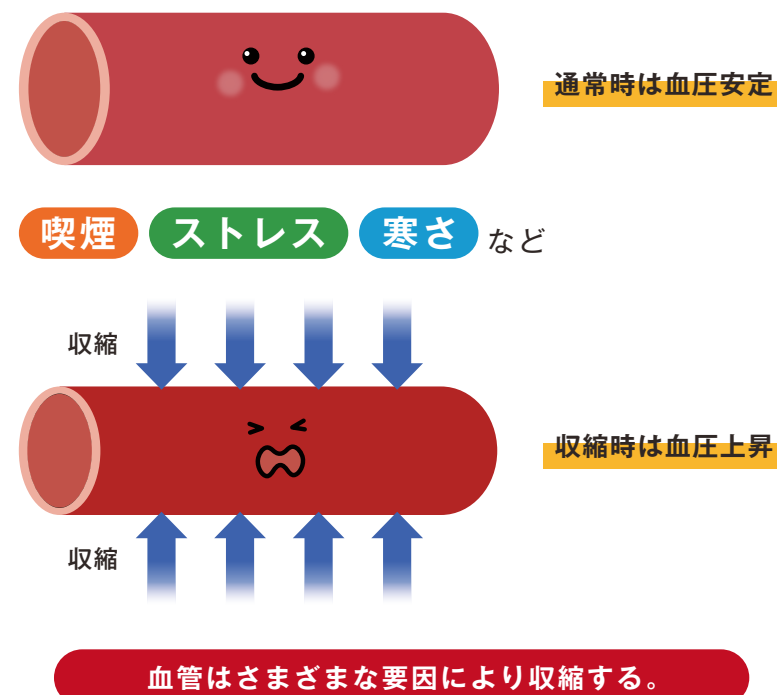 通常時は血圧安定
喫煙 ストレス 寒さ など
収縮
収縮時は血圧上昇
収縮
血管はさまざまな要因により収縮する。